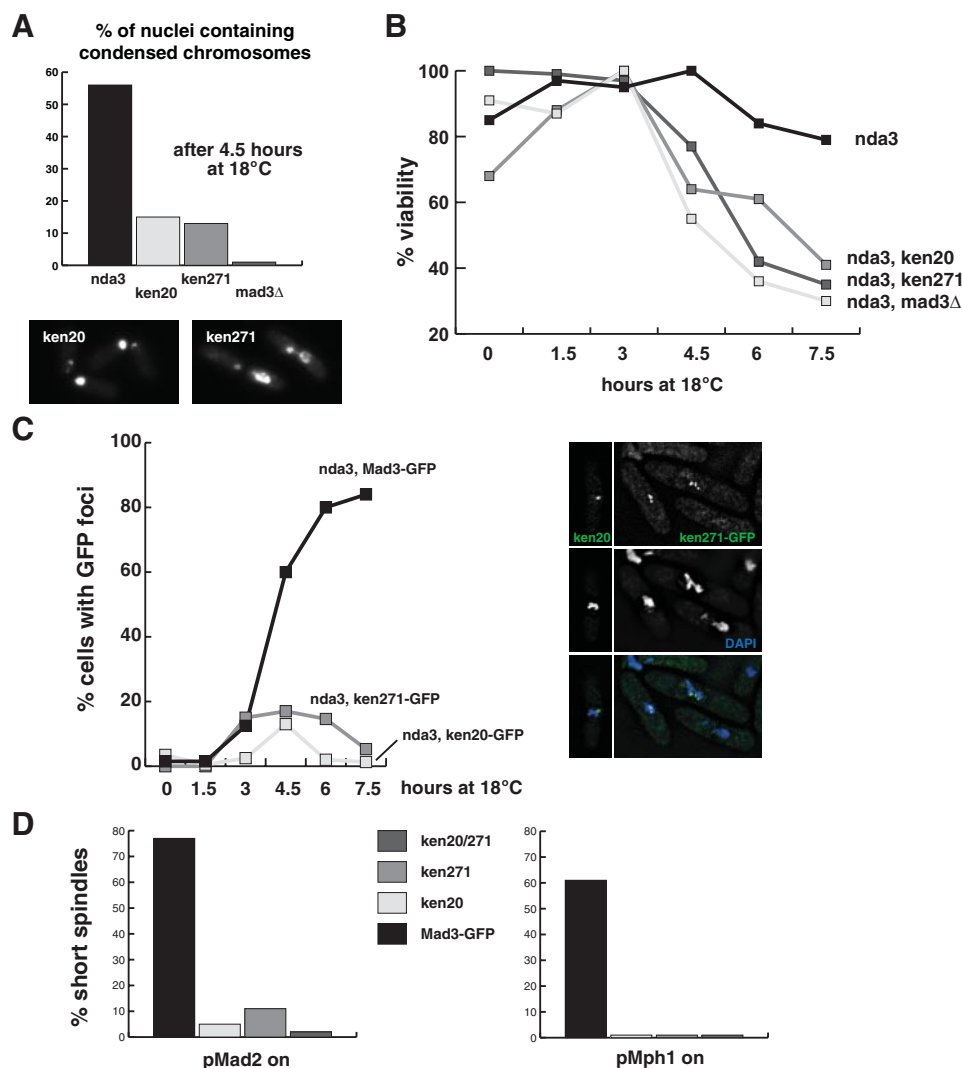 A
% of nuclei containing
condensed chromosomes
60
50
40
30
20
10
0
after 4.5 hours
at 18°C
nda3
ken20
ken271
mad3Δ
ken20
ken271
B
% viability
100
80
60
40
20
nda3
nda3, ken20
nda3, ken271
nda3, mad3Δ
0
1.5
3
4.5
6
7.5
hours at 18°C
C
% cells with GFP foci
100
80
60
40
20
0
nda3, Mad3-GFP
nda3, ken271-GFP
nda3, ken20-GFP
0
1.5
3
4.5
6
7.5
hours at 18°C
ken20
ken271-GFP
DAPI
D
% short spindles
80
70
60
50
40
30
20
10
0
pMad2 on
ken20/271
ken271
ken20
Mad3-GFP
80
70
60
50
40
30
20
10
0
pMph1 on